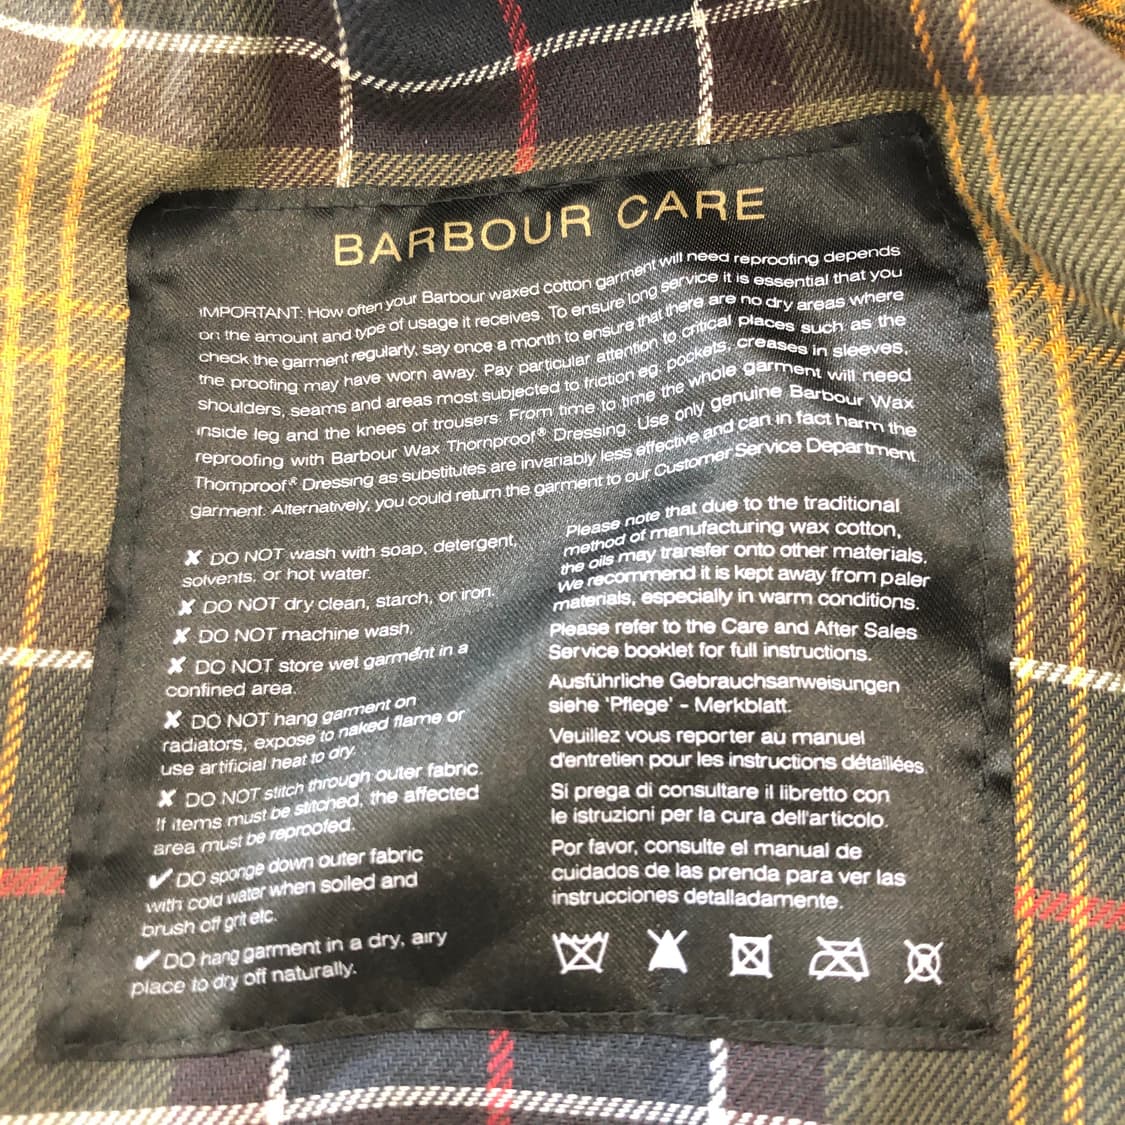 BARBOUR CARE
IMPORTANT: How often your Barbour waxed cotton garment will need reproofing depends
on the amount and type of usage it receives. To ensure long service it is essential that you
check the garment regularly, say once a month to ensure that there are no dry areas where
the proofing may have worn away. Pay particular attention to critical places such as the
shoulders, seams and areas most subjected to friction eg. pockets, creases in sleeves,
inside leg and the knees of trousers. From time to time the whole garment will need
reproofing with Barbour Wax Thornproof® Dressing. Use only genuine Barbour Wax
Thornproof® Dressing as substitutes are invariably less effective and can in fact harm the
garment. Alternatively, you could return the garment to our Customer Service Department
✘ DO NOT wash with soap, detergent,
solvents, or hot water.
✘ DO NOT dry clean, starch, or iron.
✘ DO NOT machine wash.
✘ DO NOT store wet garment in a
confined area.
✘ DO NOT hang garment on
radiators, expose to naked flame or
use artificial heat to dry.
✘ DO NOT stitch through outer fabric.
If items must be stitched, the affected
area must be reproofed.
✔ DO sponge down outer fabric
with cold water when soiled and
brush off grit etc.
✔ DO hang garment in a dry, airy
place to dry off naturally.
Please note that due to the traditional
method of manufacturing wax cotton,
the oils may transfer onto other materials.
We recommend it is kept away from paler
materials, especially in warm conditions.
Please refer to the Care and After Sales
Service booklet for full instructions.
Ausführliche Gebrauchsanweisungen
siehe 'Pflege' - Merkblatt.
Veuillez vous reporter au manuel
d'entretien pour les instructions détaillées
Si prega di consultare il libretto con
le istruzioni per la cura dell'articolo.
Por favor, consulte el manual de
cuidados de las prenda para ver las
instrucciones detalladamente.